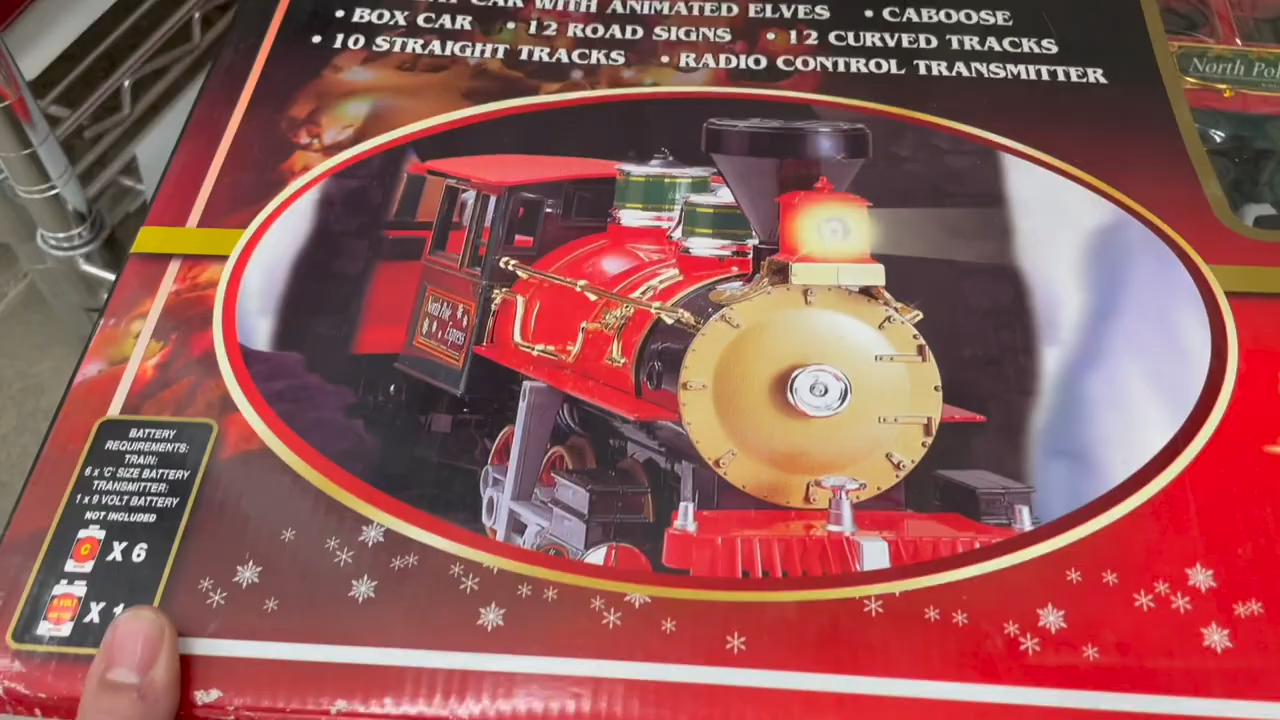 CAR WITH ANIMATED ELVES • CABOOSE
• BOX CAR • 12 ROAD SIGNS • 12 CURVED TRACKS
• 10 STRAIGHT TRACKS • RADIO CONTROL TRANSMITTER
North Pole
North Pole
Express
BATTERY
REQUIREMENTS:
TRAIN:
6 x 'C' SIZE BATTERY
TRANSMITTER:
1 x 9 VOLT BATTERY
NOT INCLUDED
C X 6
9 VOLT X 1